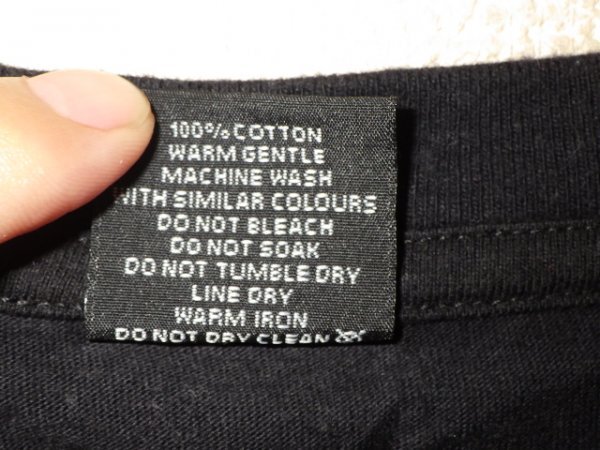 100% COTTON
WARM GENTLE
MACHINE WASH
WITH SIMILAR COLOURS
DO NOT BLEACH
DO NOT SOAK
DO NOT TUMBLE DRY
LINE DRY
WARM IRON
DO NOT DRY CLEAN